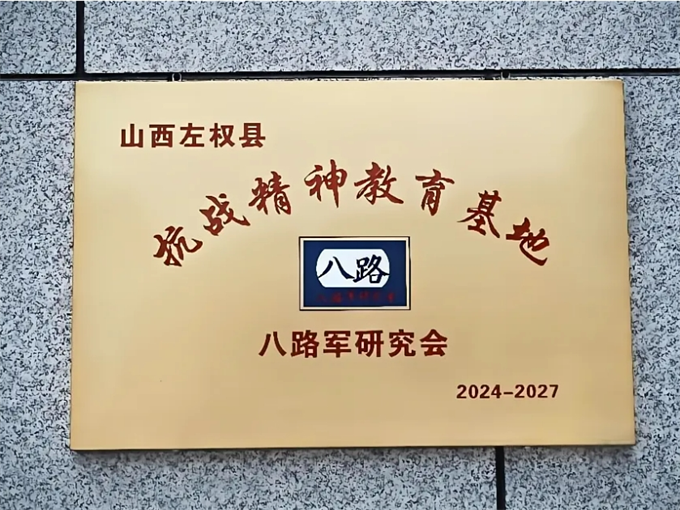 山西左权县
抗战精神教育基地
八路
八路军研究会
2024-2027